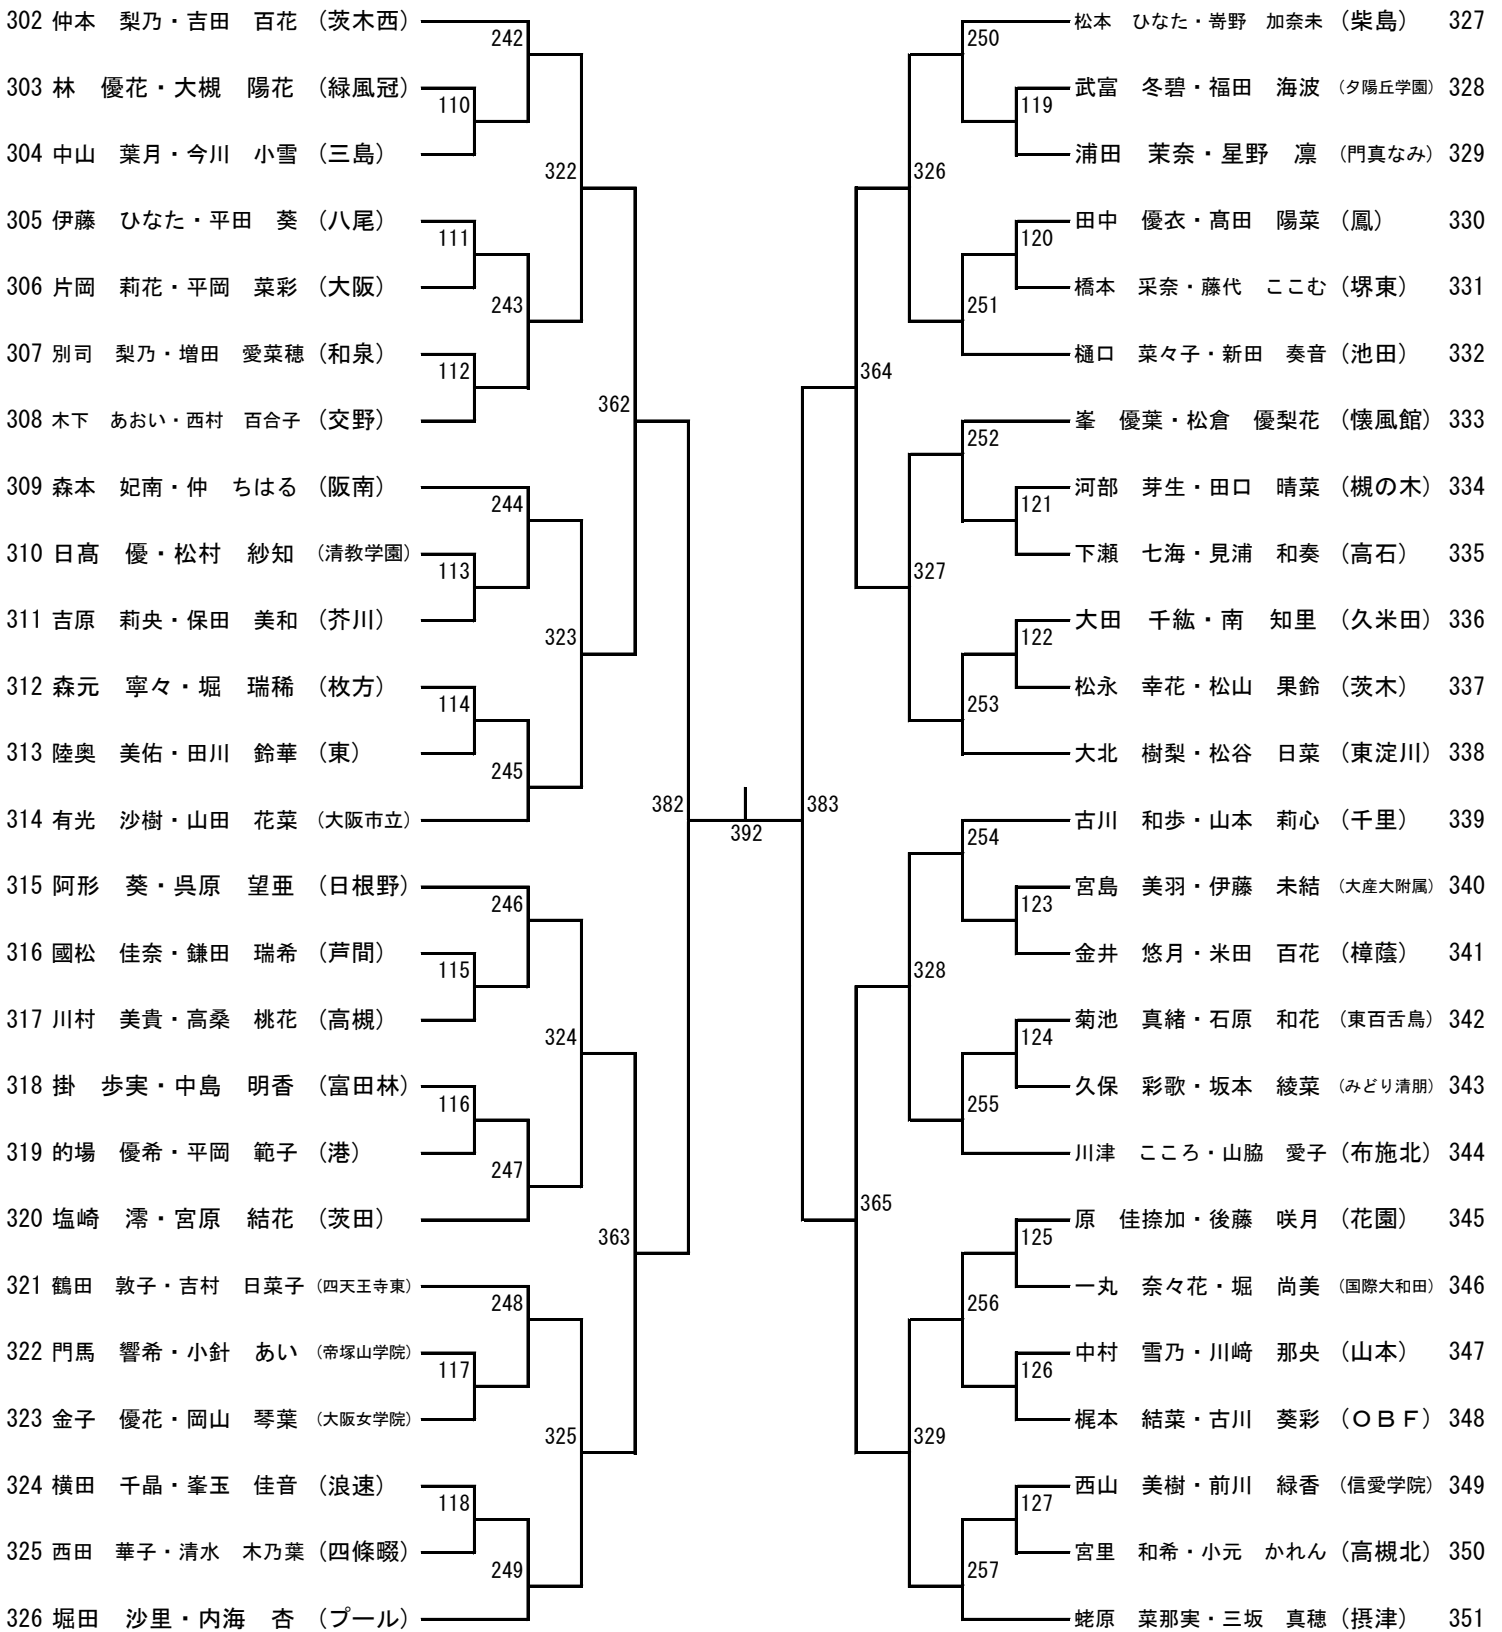 302 仲本　梨乃・吉田　百花（茨木西）
303 林　優花・大槻　陽花（緑風冠）
304 中山　葉月・今川　小雪（三島）
305 伊藤　ひなた・平田　葵（八尾）
306 片岡　莉花・平岡　菜彩（大阪）
307 別司　梨乃・増田　愛菜穂（和泉）
308 木下　あおい・西村　百合子（交野）
309 森本　妃南・仲　ちはる（阪南）
310 日髙　優・松村　紗知（清教学園）
311 吉原　莉央・保田　美和（芥川）
312 森元　寧々・堀　瑞稀（枚方）
313 陸奥　美佑・田川　鈴華（東）
314 有光　沙樹・山田　花菜（大阪市立）
315 阿形　葵・呉原　望亜（日根野）
316 國松　佳奈・鎌田　瑞希（芦間）
317 川村　美貴・高桑　桃花（高槻）
318 掛　歩実・中島　明香（富田林）
319 的場　優希・平岡　範子（港）
320 塩崎　澪・宮原　結花（茨田）
321 鶴田　敦子・吉村　日菜子（四天王寺東）
322 門馬　響希・小針　あい（帝塚山学院）
323 金子　優花・岡山　琴葉（大阪女学院）
324 横田　千晶・峯玉　佳音（浪速）
325 西田　華子・清水　木乃葉（四條畷）
326 堀田　沙里・内海　杏（プール）
110
111
112
113
114
115
116
117
118
242
243
244
245
246
247
248
249
322
323
324
325
362
363
382
392
383
364
365
326
327
328
329
250
251
252
253
254
255
256
257
119
120
121
122
123
124
125
126
127
松本　ひなた・嵜野　加奈未（柴島）327
武富　冬碧・福田　海波（夕陽丘学園）328
浦田　茉奈・星野　凛（門真なみ）329
田中　優衣・髙田　陽菜（鳳）330
橋本　采奈・藤代　ここむ（堺東）331
樋口　菜々子・新田　奏音（池田）332
峯　優葉・松倉　優梨花（懐風館）333
河部　芽生・田口　晴菜（槻の木）334
下瀬　七海・見浦　和奏（高石）335
大田　千紘・南　知里（久米田）336
松永　幸花・松山　果鈴（茨木）337
大北　樹梨・松谷　日菜（東淀川）338
古川　和歩・山本　莉心（千里）339
宮島　美羽・伊藤　未結（大産大附属）340
金井　悠月・米田　百花（樟蔭）341
菊池　真緒・石原　和花（東百舌鳥）342
久保　彩歌・坂本　綾菜（みどり清朋）343
川津　こころ・山脇　愛子（布施北）344
原　佳捺加・後藤　咲月（花園）345
一丸　奈々花・堀　尚美（国際大和田）346
中村　雪乃・川﨑　那央（山本）347
梶本　結菜・古川　葵彩（ＯＢＦ）348
西山　美樹・前川　緑香（信愛学院）349
宮里　和希・小元　かれん（高槻北）350
蛯原　菜那実・三坂　真穂（摂津）351